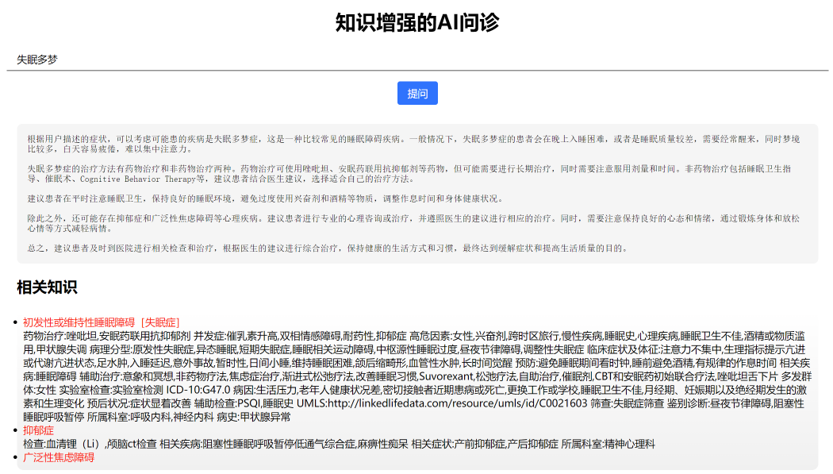 知识增强的AI问诊
失眠多梦
提问
根据用户描述的症状，可以考虑可能患的疾病是失眠多梦症，这是一种比较常见的睡眠障碍疾病。一般情况下，失眠多梦症的患者会在晚上入睡困难，或者是睡眠质量较差，需要经常醒来，同时梦境
比较多，白天容易疲倦，难以集中注意力。
失眠多梦症的治疗方法有药物治疗和非药物治疗两种。药物治疗可使用唑吡坦、安眠药联用抗抑郁剂等药物，但可能需要进行长期治疗，同时需要注意服用剂量和时间。非药物治疗包括睡眠卫生指
导、催眠术、Cognitive Behavior Therapy等，建议患者结合医生建议，选择适合自己的治疗方法。
建议患者在平时注意睡眠卫生，保持良好的睡眠环境，避免过度使用兴奋剂和酒精等物质，调整作息时间和身体健康状况。
除此之外，还可能存在抑郁症和广泛性焦虑障碍等心理疾病。建议患者进行专业的心理咨询或治疗，并遵照医生的建议进行相应的治疗。同时，需要注意保持良好的心态和情绪，通过锻炼身体和放松
心情等方式减轻病情。
总之，建议患者及时到医院进行相关检查和治疗，根据医生的建议进行综合治疗，保持健康的生活方式和习惯，最终达到缓解症状和提高生活质量的目的。
相关知识
初发性或维持性睡眠障碍［失眠症］
药物治疗:唑吡坦,安眠药联用抗抑郁剂 并发症:催乳素升高,双相情感障碍,耐药性,抑郁症 高危因素:女性,兴奋剂,跨时区旅行,慢性疾病,睡眠史,心理疾病,睡眠卫生不佳,酒精或物质滥
用,甲状腺失调 病理分型:原发性失眠症,异态睡眠,短期失眠症,睡眠相关运动障碍,中枢源性睡眠过度,昼夜节律障碍,调整性失眠症 临床症状及体征:注意力不集中,生理指标提示亢进
或代谢亢进状态,足水肿,入睡延迟,意外事故,暂时性,日间小睡,维持睡眠困难,颌后缩畸形,血管性水肿,长时间觉醒 预防:避免睡眠期间看时钟,睡前避免酒精,有规律的作息时间 相关疾
病:睡眠障碍 辅助治疗:意象和冥想,非药物疗法,焦虑症治疗,渐进式松弛疗法,改善睡眠习惯,Suvorexant,松弛疗法,自助治疗,催眠剂,CBT和安眠药初始联合疗法,唑吡坦舌下片 多发群
体:女性 实验室检查:实验室检测 ICD-10:G47.0 病因:生活压力,老年人健康状况差,密切接触者近期患病或死亡,更换工作或学校,睡眠卫生不佳,月经期、妊娠期以及绝经期发生的激
素和生理变化 预后状况:症状显着改善 辅助检查:PSQI,睡眠史 UMLS:http://linkedlifedata.com/resource/umls/id/C0021603 筛查:失眠症筛查 鉴别诊断:昼夜节律障碍,阻塞性
睡眠呼吸暂停 所属科室:呼吸内科,神经内科 病史:甲状腺异常
抑郁症
检查:血清锂（Li）,颅脑ct检查 相关疾病:阻塞性睡眠呼吸暂停低通气综合症,麻痹性痴呆 相关症状:产前抑郁症,产后抑郁症 所属科室:精神心理科
广泛性焦虑障碍